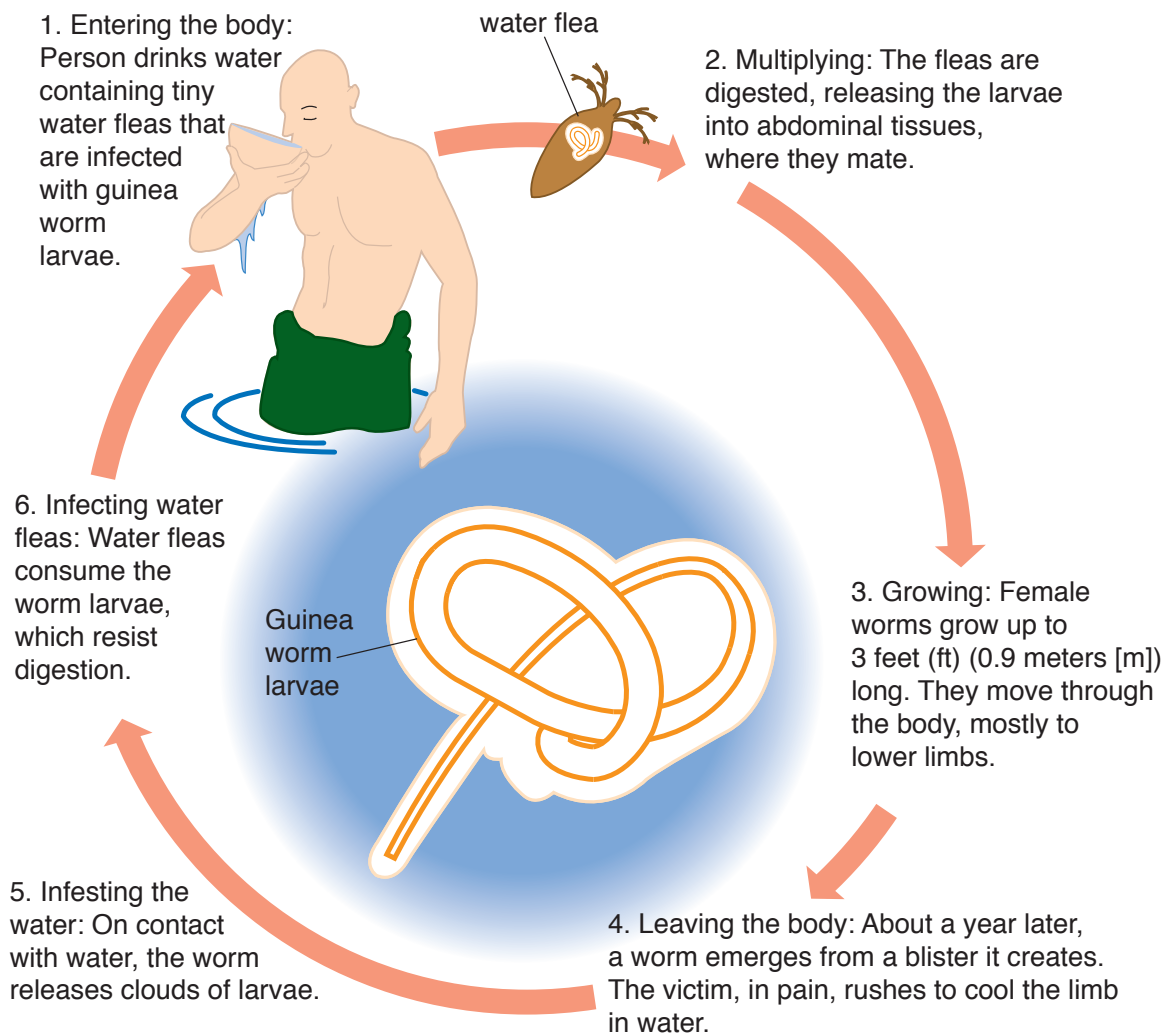 1. Entering the body:
Person drinks water
containing tiny
water fleas that
are infected
with guinea
worm
larvae.
water flea
2. Multiplying: The fleas are
digested, releasing the larvae
into abdominal tissues,
where they mate.
3. Growing: Female
worms grow up to
3 feet (ft) (0.9 meters [m])
long. They move through
the body, mostly to
lower limbs.
4. Leaving the body: About a year later,
a worm emerges from a blister it creates.
The victim, in pain, rushes to cool the limb
in water.
5. Infesting the
water: On contact
with water, the worm
releases clouds of larvae.
6. Infecting water
fleas: Water fleas
consume the
worm larvae,
which resist
digestion.
Guinea
worm
larvae